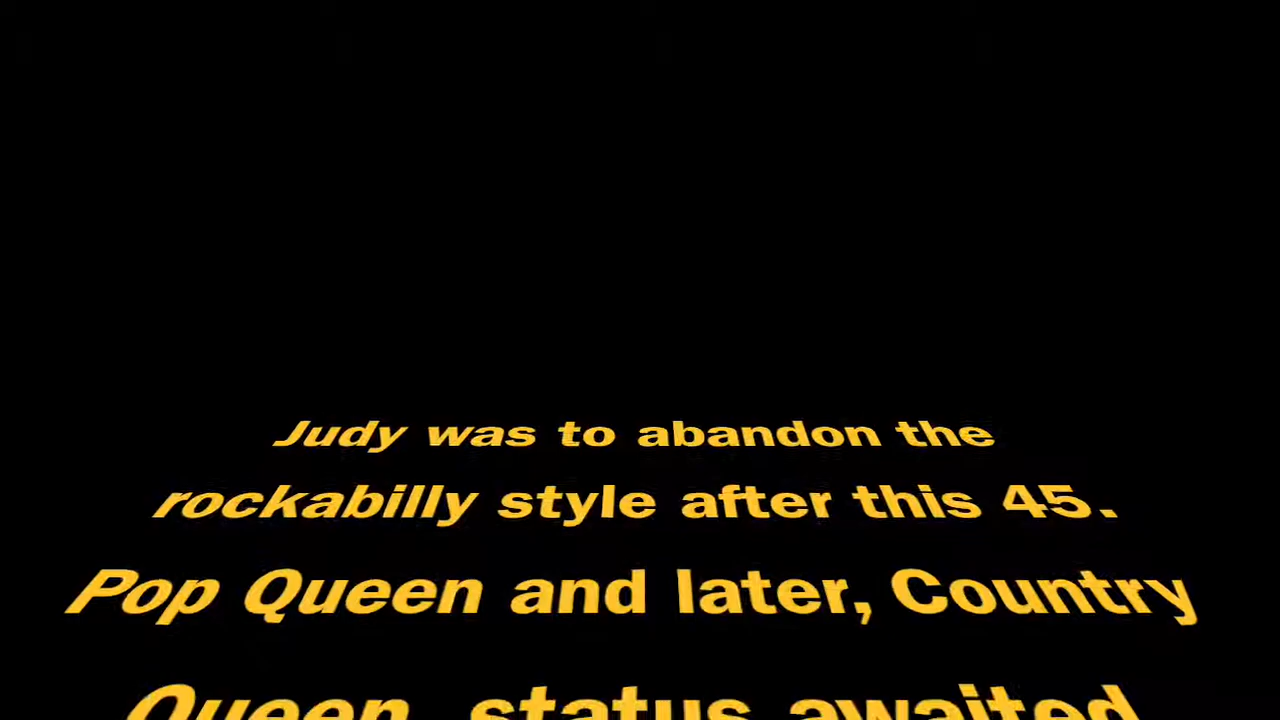 Judy was to abandon the
rockabilly style after this 45.
Pop Queen and later, Country
Queen, status awaited